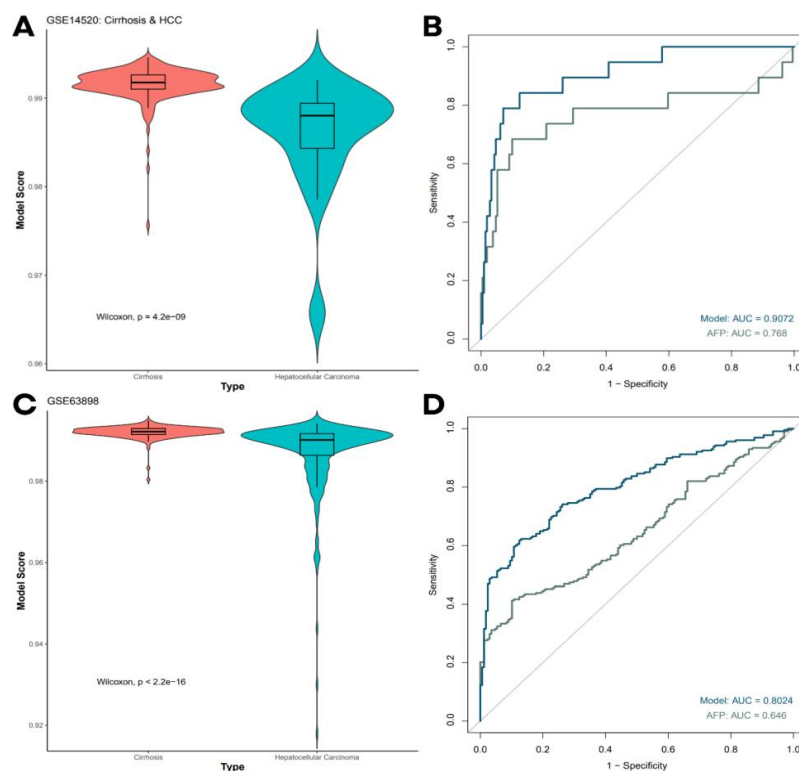 A
GSE14520: Cirrhosis & HCC
Model Score
0.99
0.98
0.97
0.96
Wilcoxon, p = 4.2e−09
Cirrhosis
Hepatocellular Carcinoma
Type
B
Sensitivity
1.0
0.8
0.6
0.4
0.2
0.0
Model: AUC = 0.9072
AFP: AUC = 0.768
0.0 0.2 0.4 0.6 0.8 1.0
1 − Specificity
C
GSE63898
Model Score
0.98
0.96
0.94
0.92
Wilcoxon, p < 2.2e−16
Cirrhosis
Hepatocellular Carcinoma
Type
D
Sensitivity
1.0
0.8
0.6
0.4
0.2
0.0
Model: AUC = 0.8024
AFP: AUC = 0.646
0.0 0.2 0.4 0.6 0.8 1.0
1 − Specificity